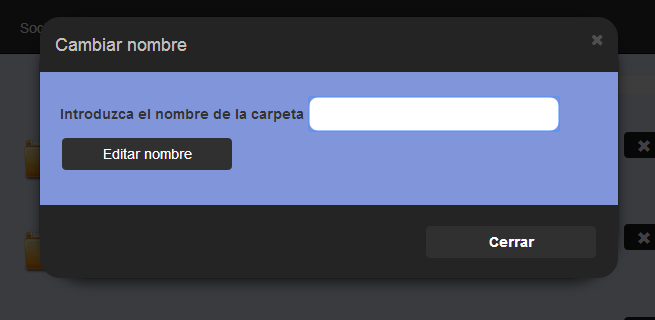 Cambiar nombre
Introduzca el nombre de la carpeta
Editar nombre
Cerrar